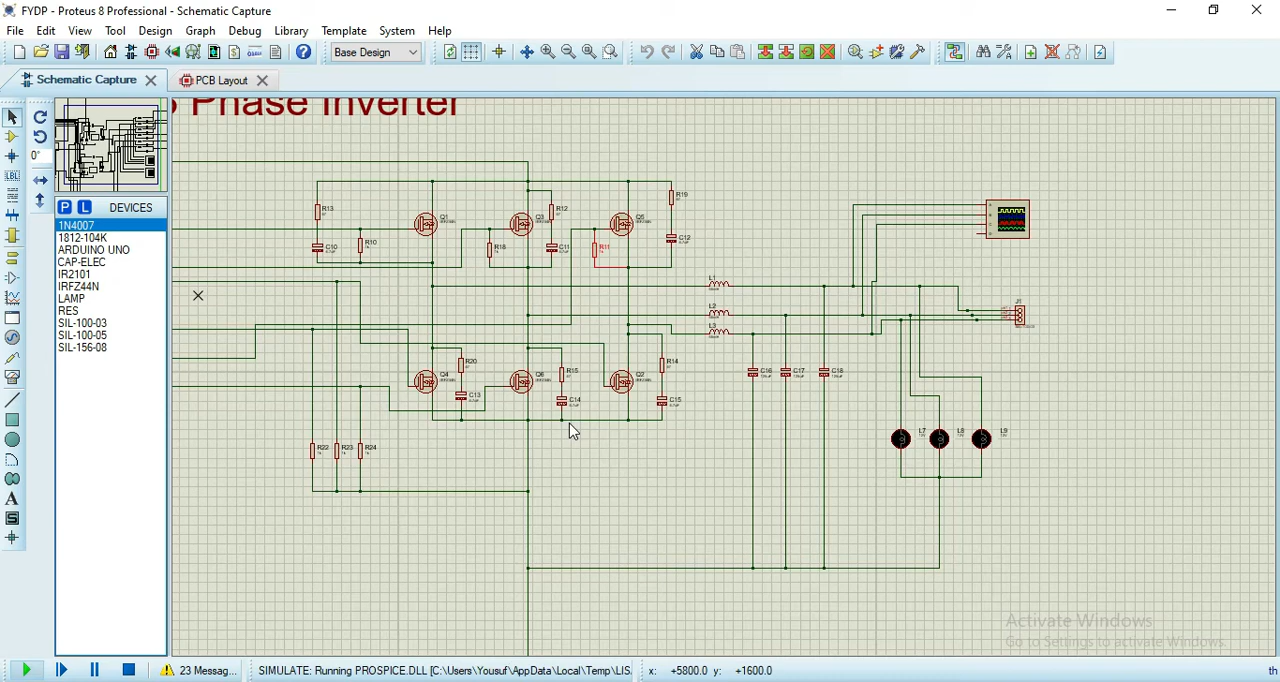 FYDP - Proteus 8 Professional - Schematic Capture
File Edit View Tool Design Graph Debug Library Template System Help
Base Design
Schematic Capture PCB Layout
Phase Inverter
0°
LBL
P L DEVICES
1N4007
1812-104K
ARDUINO UNO
CAP-ELEC
IR2101
IRFZ44N
LAMP
RES
SIL-100-03
SIL-100-05
SIL-156-08
R13
C10
R10
Q1
R18
Q3
R12
C11
R11
Q5
R19
C12
L1
L2
L3
J1
Q4
R20
C13
Q6
R15
C14
Q2
R14
C15
C16
C17
C18
R22
R23
R24
L7
L8
L9
Activate Windows
Go to Settings to activate Windows.
23 Messag... SIMULATE: Running PROSPICE.DLL [C:\Users\Yousuf\AppData\Local\Temp\LIS x: +5800.0 y: +1600.0 th